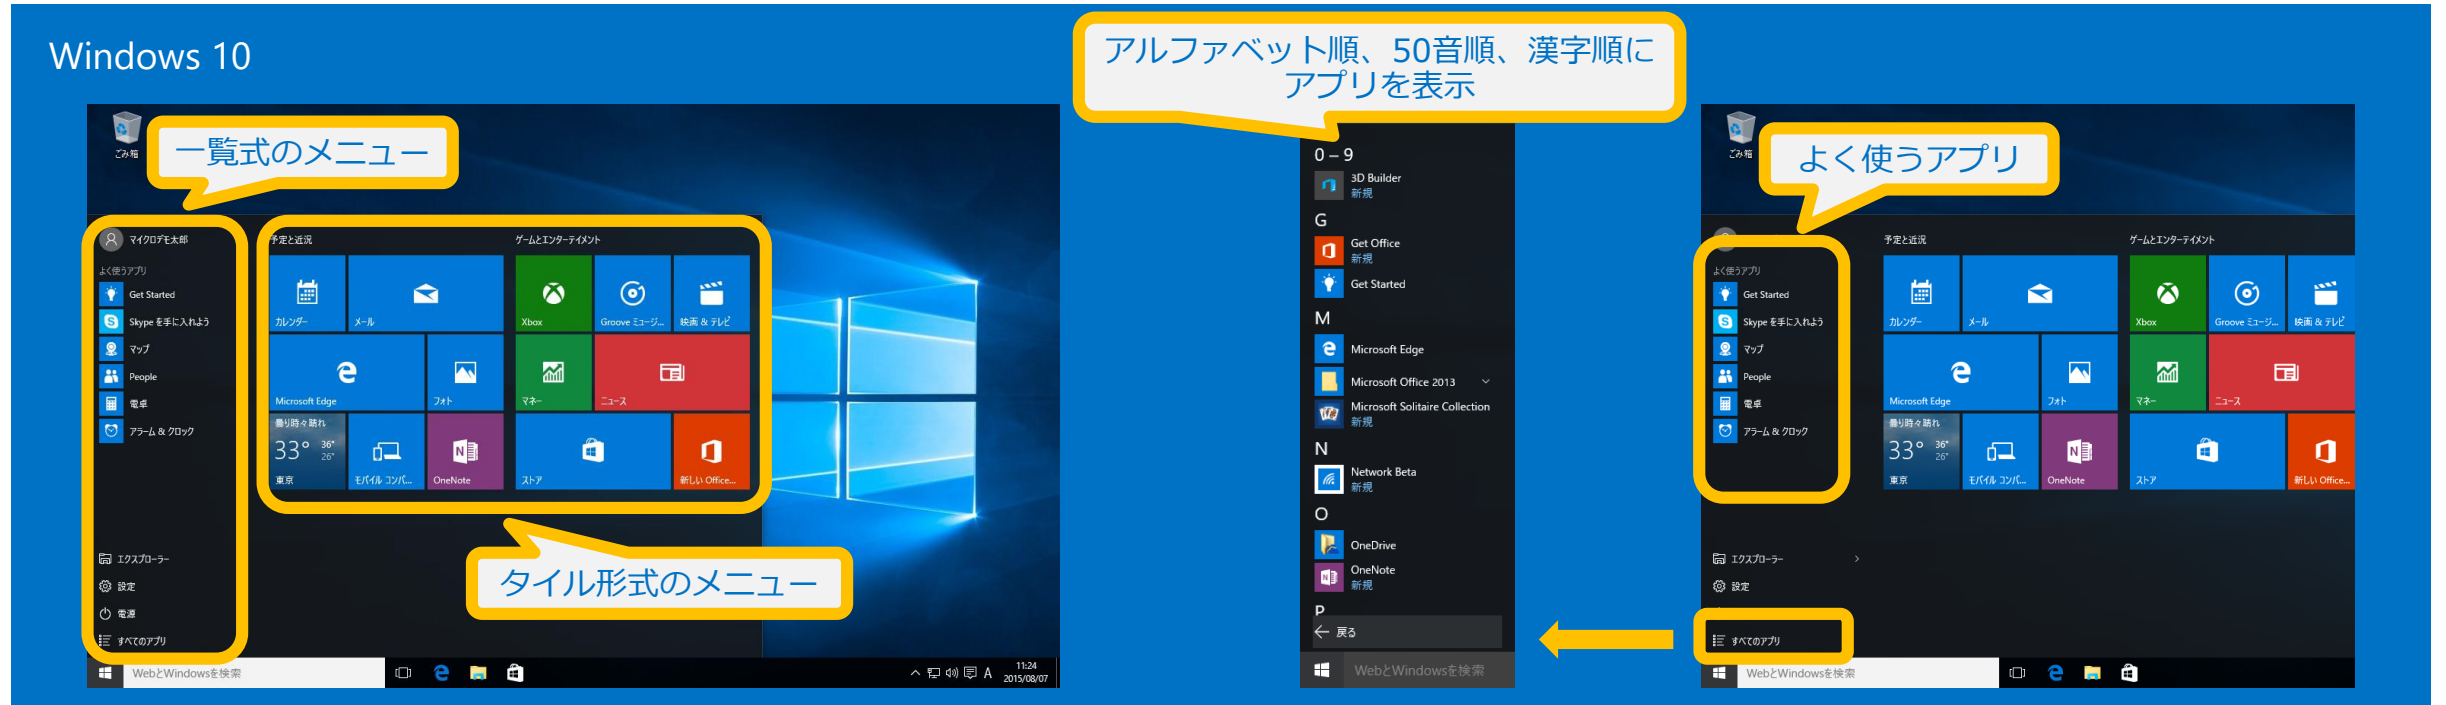 Windows 10
ごみ箱
一覧式のメニュー
マイクロデモ太郎
よく使うアプリ
Get Started
Skype を手に入れよう
マップ
People
電卓
アラーム & クロック
エクスプローラー
設定
電源
すべてのアプリ
WebとWindowsを検索
予定と近況
カレンダー
メール
Microsoft Edge
フォト
曇り時々晴れ
33° 36° 26°
東京
モバイル コンパ...
OneNote
ゲームとエンターテイメント
Xbox
Groove ミュージ...
映画 & テレビ
マネー
ニュース
ストア
新しい Office...
タイル形式のメニュー
A
11:24
2015/08/07
アルファベット順、50音順、漢字順に
アプリを表示
0 – 9
3D Builder
新規
G
Get Office
新規
Get Started
M
Microsoft Edge
Microsoft Office 2013
Microsoft Solitaire Collection
新規
N
Network Beta
新規
O
OneDrive
OneNote
新規
P
戻る
WebとWindowsを検索
ごみ箱
よく使うアプリ
よく使うアプリ
Get Started
Skype を手に入れよう
マップ
People
電卓
アラーム & クロック
エクスプローラー
設定
すべてのアプリ
WebとWindowsを検索
予定と近況
カレンダー
メール
Microsoft Edge
フォト
曇り時々晴れ
33° 36° 26°
東京
モバイル コンパ...
OneNote
ゲームとエンターテイメント
Xbox
Groove ミュージ...
映画 & テレビ
マネー
ニュース
ストア
新しい Office...